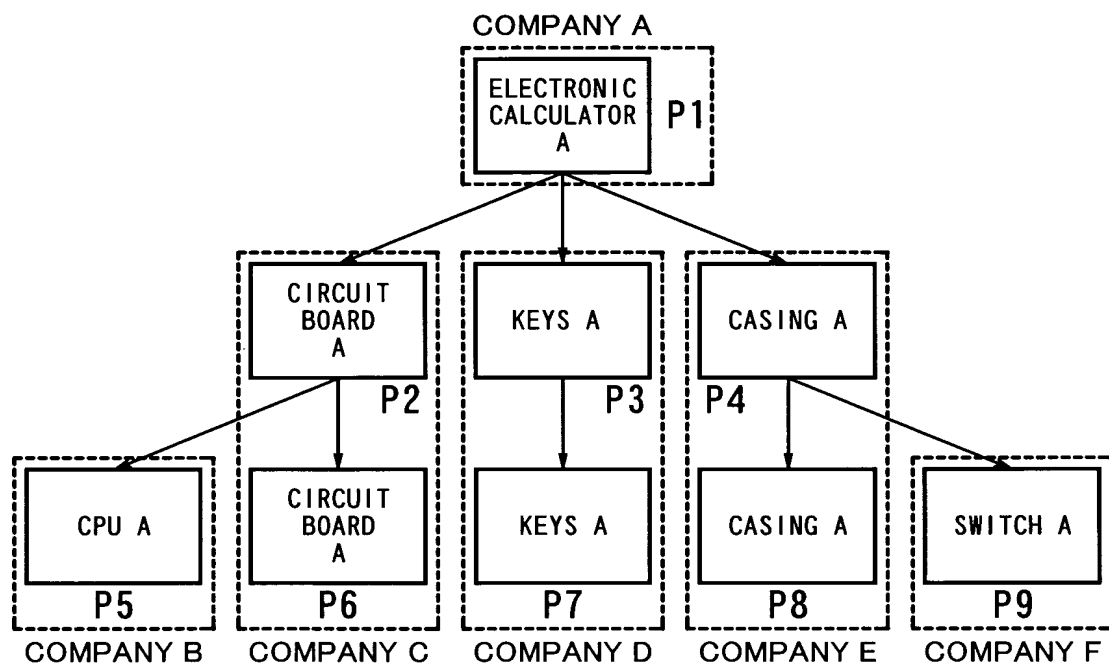 COMPANY A
ELECTRONIC
CALCULATOR
A
P1
CIRCUIT
BOARD
A
P2
KEYS A
P3
CASING A
P4
CPU A
P5
CIRCUIT
BOARD
A
P6
KEYS A
P7
CASING A
P8
SWITCH A
P9
COMPANY B
COMPANY C
COMPANY D
COMPANY E
COMPANY F